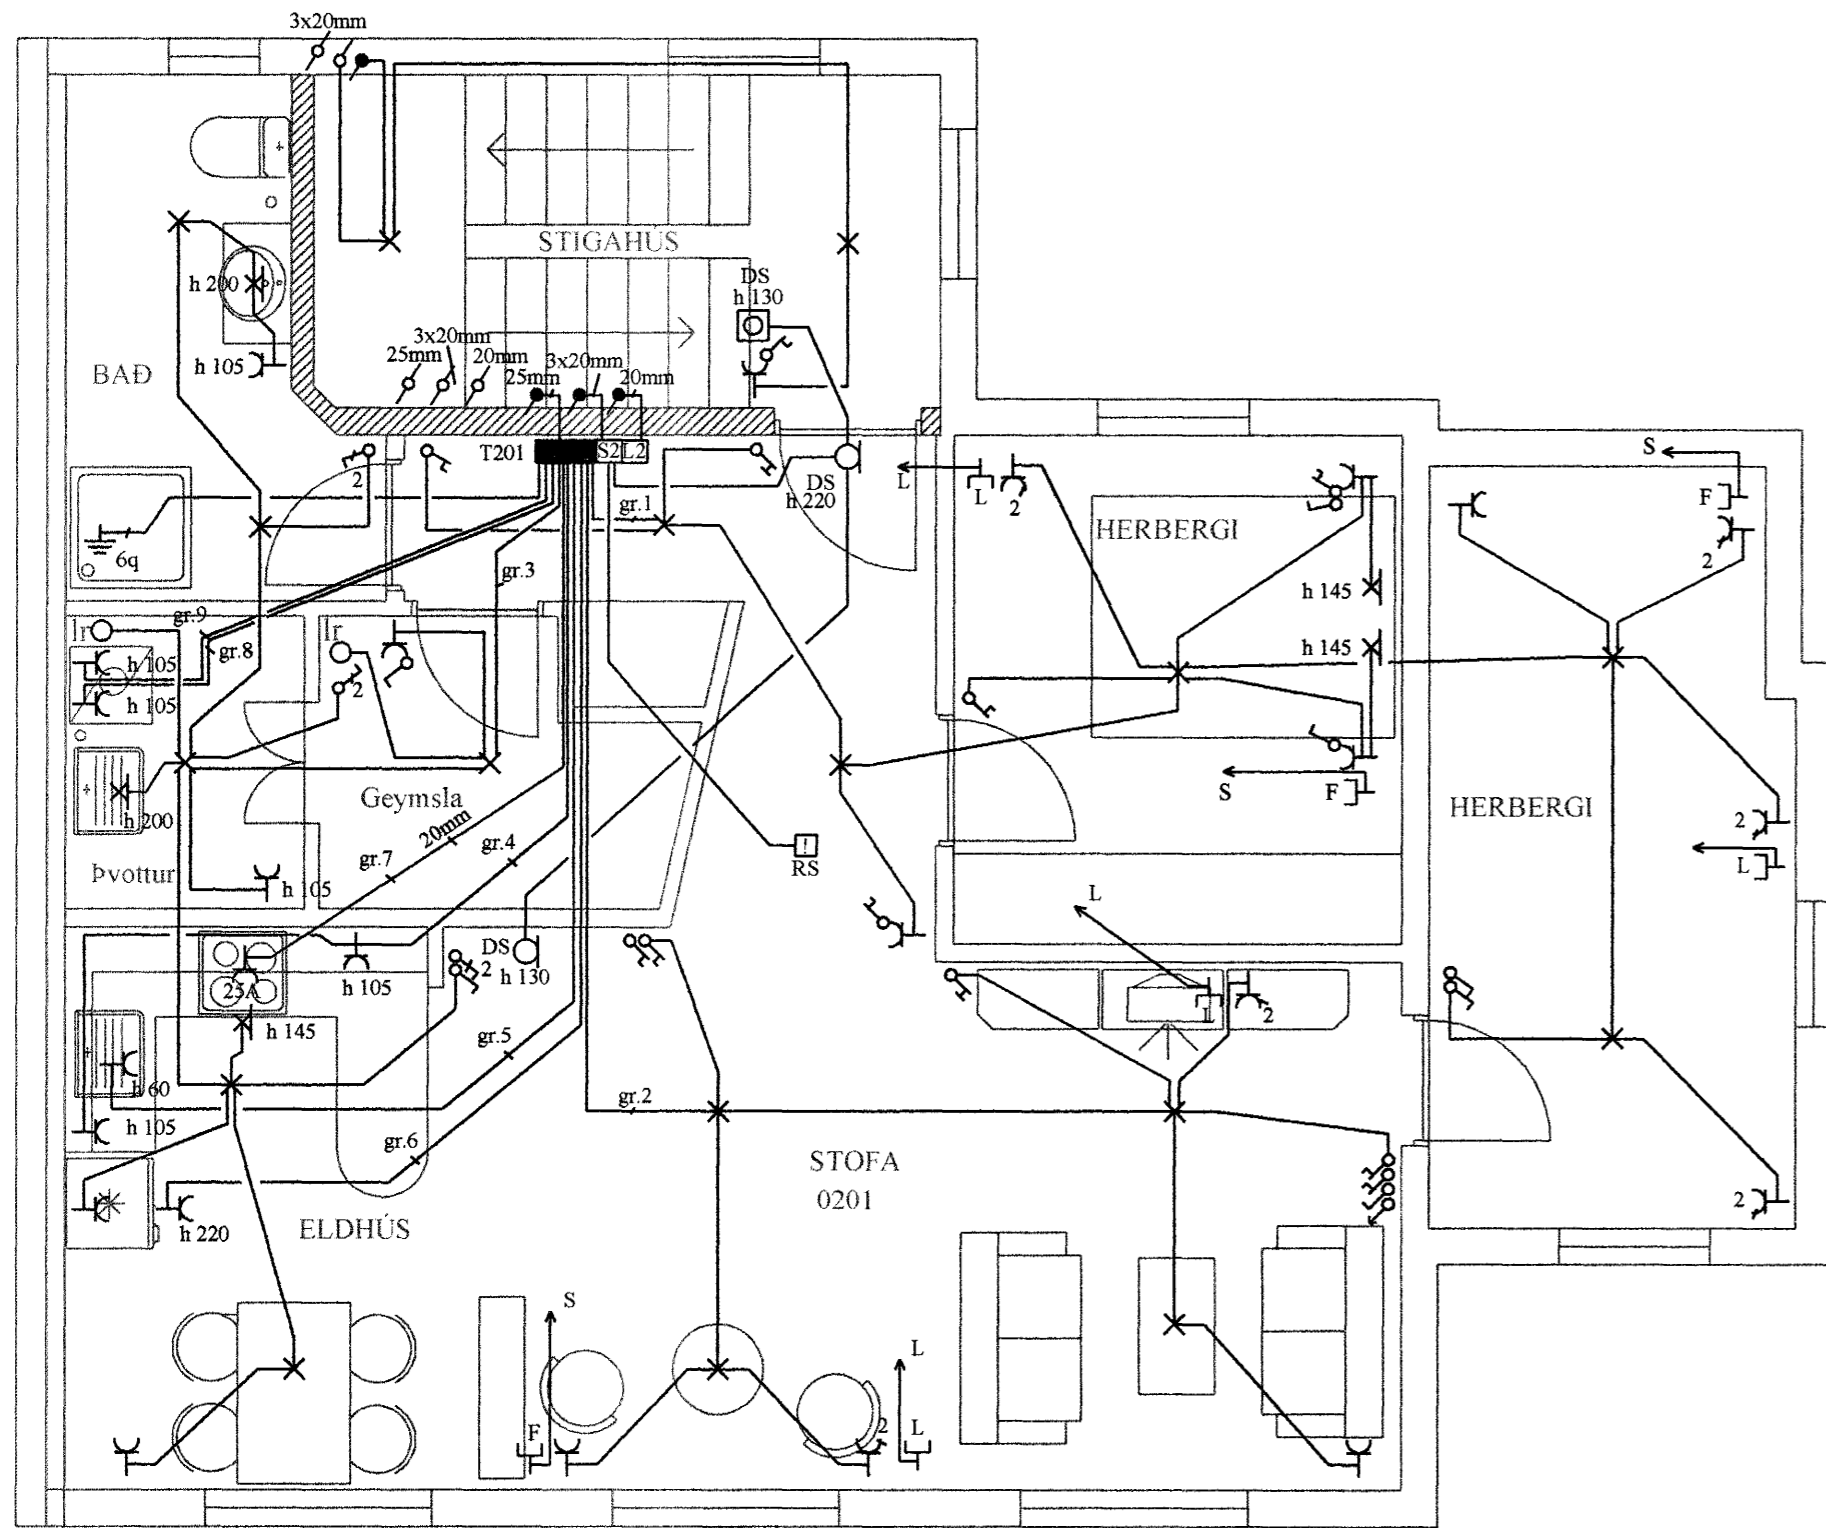 3x20mm
STIGAHÚS
DS
h 130
h 200
3x20mm
25mm
20mm
3x20mm
25mm
20mm
h 105
BAÐ
T201
S2
L2
2
DS
h 220
gr.1
6q
gr.3
L
L
2
HERBERGI
S
F
2
h 145
h 145
gr.9
gr.8
Ir
Ir
h 105
h 105
2
S
F
HERBERGI
2
L
Geymsla
h 200
20mm
gr.7
gr.4
RS
Þvottur
h 105
L
DS
h 130
2
h 105
25A
h 145
L
2
gr.5
h 60
gr.2
h 105
gr.6
STOFA
0201
2
h 220
ELDHÚS
S
L
F
2
L